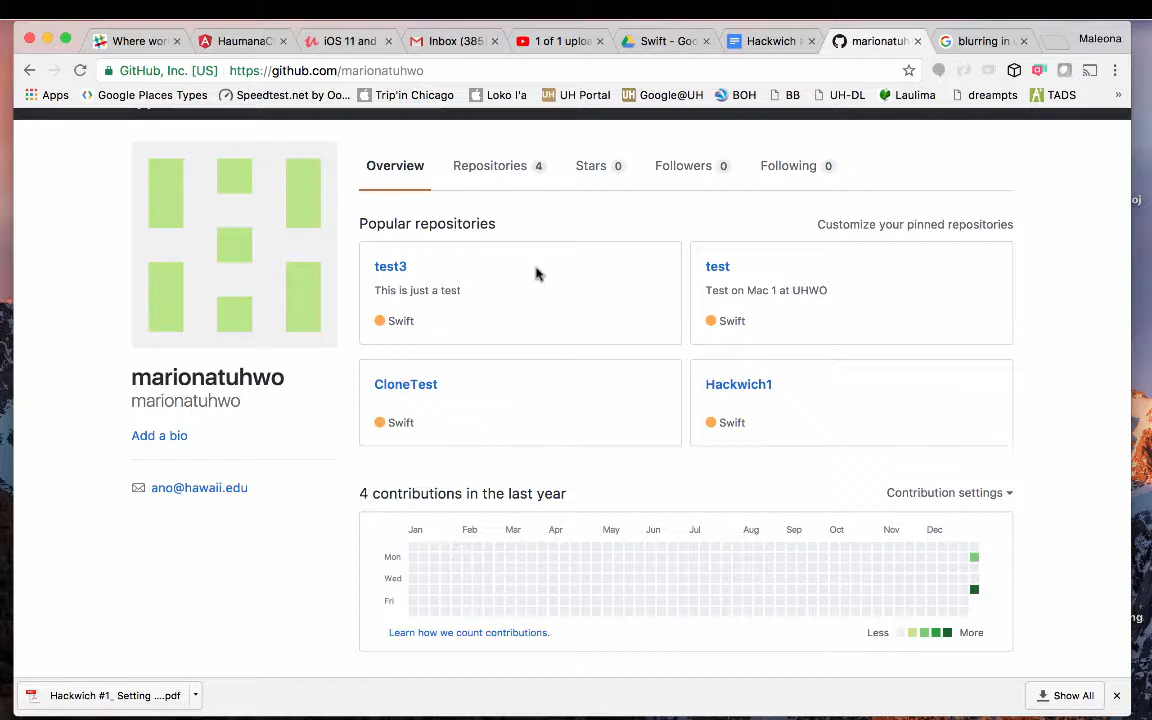 Where wor
HaumanaC
iOS 11 and
Inbox (385
1 of 1 uploa
Swift - Goo
Hackwich #
marionatuh
blurring in
Maleona
GitHub, Inc. [US] https://github.com/marionatuhwo
Apps
Google Places Types
Speedtest.net by Oo...
Trip'in Chicago
Loko I'a
UH Portal
Google@UH
BOH
BB
UH-DL
Laulima
dreampts
TADS
»
Overview Repositories 4 Stars 0 Followers 0 Following 0
Popular repositories Customize your pinned repositories
test3
This is just a test
Swift
test
Test on Mac 1 at UHWO
Swift
CloneTest
Swift
Hackwich1
Swift
marionatuhwo
marionatuhwo
Add a bio
ano@hawaii.edu
4 contributions in the last year Contribution settings
Jan Feb Mar Apr May Jun Jul Aug Sep Oct Nov Dec
Mon
Wed
Fri
Learn how we count contributions. Less More
Hackwich #1_ Setting ....pdf
Show All
oj
ng